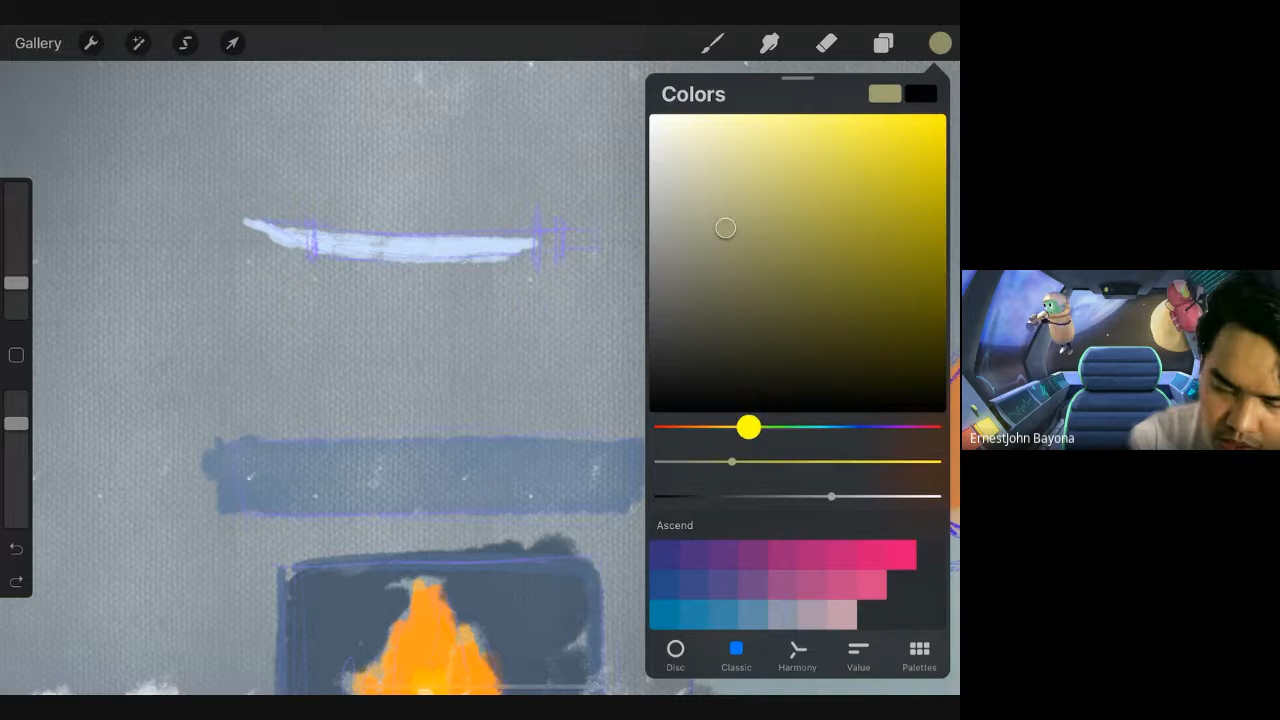 Gallery
Colors
Ascend
Disc
Classic
Harmony
Value
Palettes
ErnestJohn Bayona